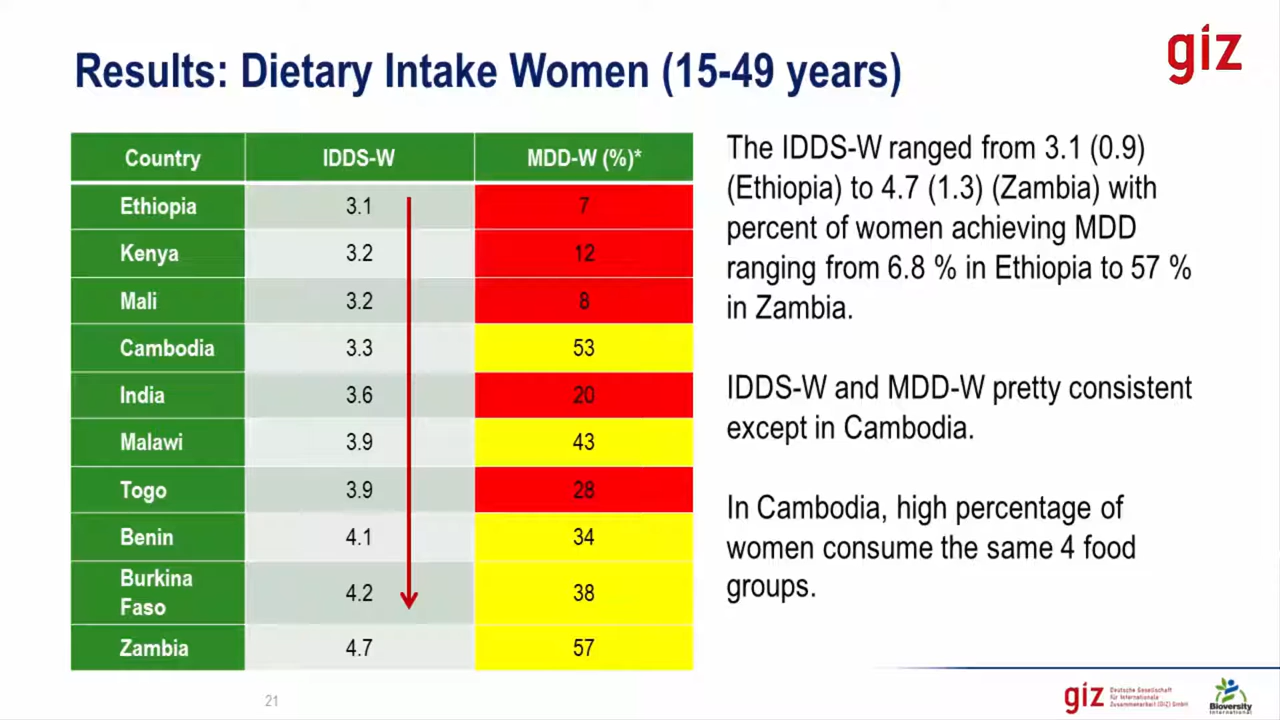 Results: Dietary Intake Women (15-49 years)
giz
Country IDDS-W MDD-W (%)*
Ethiopia 3.1 7
Kenya 3.2 12
Mali 3.2 8
Cambodia 3.3 53
India 3.6 20
Malawi 3.9 43
Togo 3.9 28
Benin 4.1 34
Burkina
Faso 4.2 38
Zambia 4.7 57
The IDDS-W ranged from 3.1 (0.9)
(Ethiopia) to 4.7 (1.3) (Zambia) with
percent of women achieving MDD
ranging from 6.8 % in Ethiopia to 57 %
in Zambia.
IDDS-W and MDD-W pretty consistent
except in Cambodia.
In Cambodia, high percentage of
women consume the same 4 food
groups.
21
giz
Deutsche Gesellschaft
für Internationale
Zusammenarbeit (GIZ) GmbH
Bioversity
International